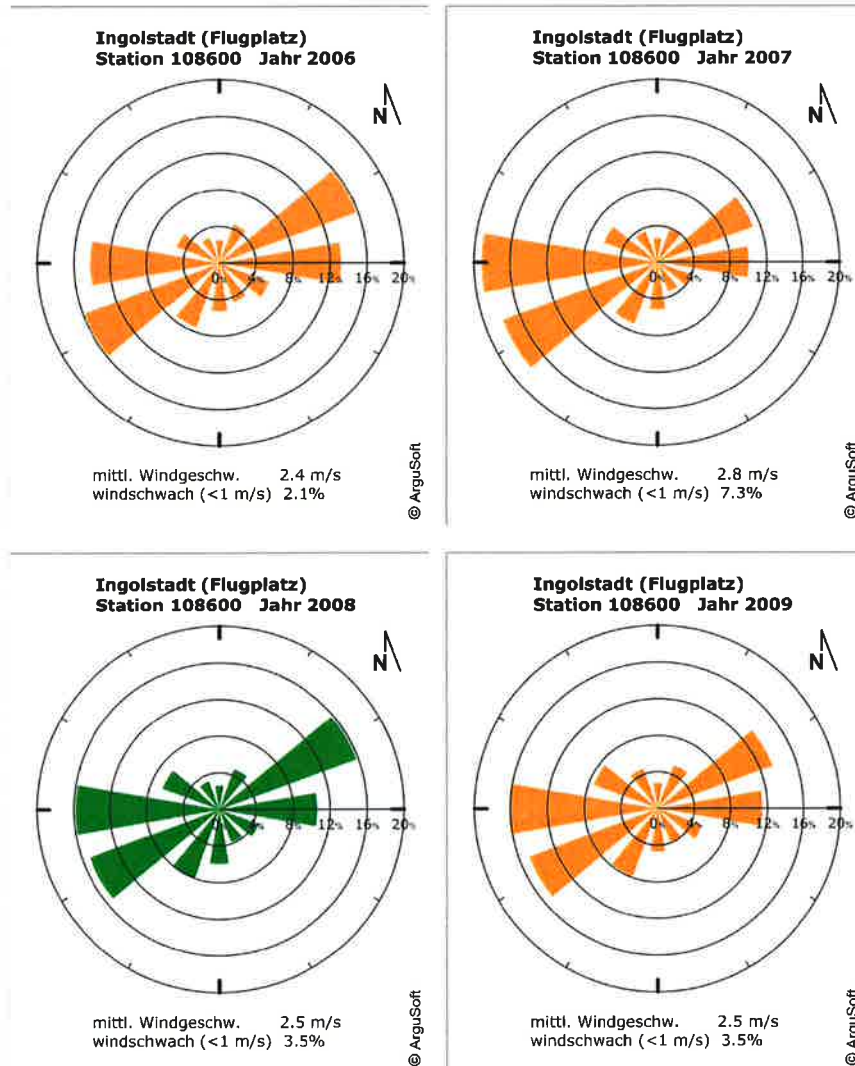 Ingolstadt (Flugplatz)
Station 108600 Jahr 2006
N
0% 4% 8% 12% 16% 20%
mittl. Windgeschw. 2.4 m/s
windschwach (<1 m/s) 2.1%
© ArguSoft
Ingolstadt (Flugplatz)
Station 108600 Jahr 2007
N
0% 4% 8% 12% 16% 20%
mittl. Windgeschw. 2.8 m/s
windschwach (<1 m/s) 7.3%
© ArguSoft
Ingolstadt (Flugplatz)
Station 108600 Jahr 2008
N
0% 4% 8% 12% 16% 20%
mittl. Windgeschw. 2.5 m/s
windschwach (<1 m/s) 3.5%
© ArguSoft
Ingolstadt (Flugplatz)
Station 108600 Jahr 2009
N
0% 4% 8% 12% 16% 20%
mittl. Windgeschw. 2.5 m/s
windschwach (<1 m/s) 3.5%
© ArguSoft